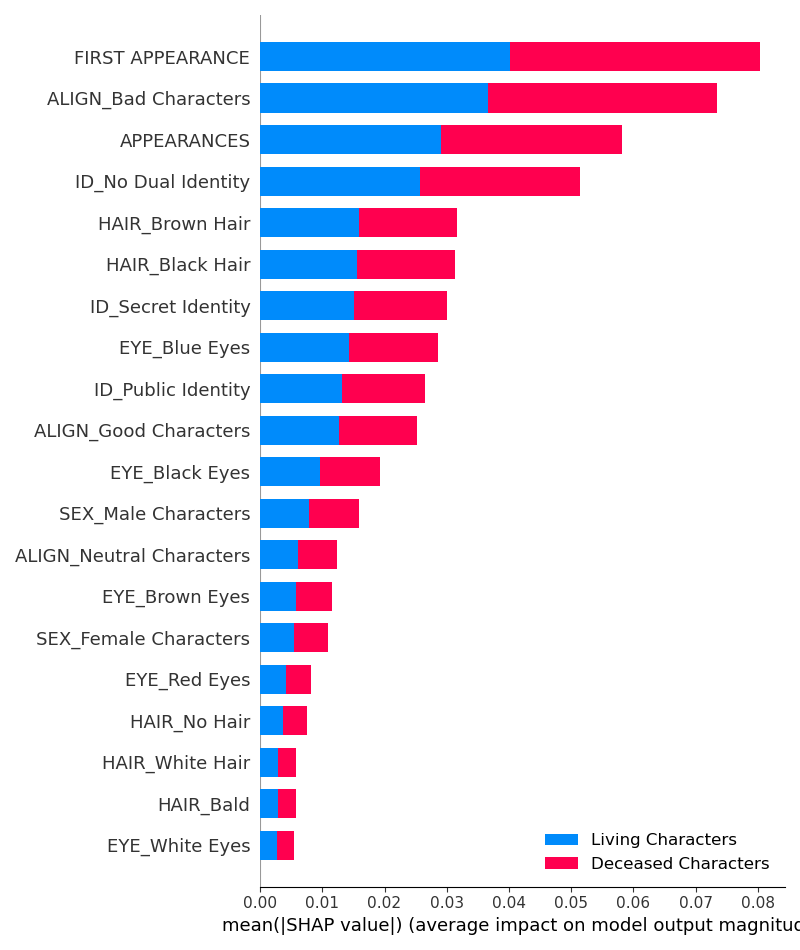 FIRST APPEARANCE
ALIGN_Bad Characters
APPEARANCES
ID_No Dual Identity
HAIR_Brown Hair
HAIR_Black Hair
ID_Secret Identity
EYE_Blue Eyes
ID_Public Identity
ALIGN_Good Characters
EYE_Black Eyes
SEX_Male Characters
ALIGN_Neutral Characters
EYE_Brown Eyes
SEX_Female Characters
EYE_Red Eyes
HAIR_No Hair
HAIR_White Hair
HAIR_Bald
EYE_White Eyes
Living Characters
Deceased Characters
0.00 0.01 0.02 0.03 0.04 0.05 0.06 0.07 0.08
mean(|SHAP value|) (average impact on model output magnitud